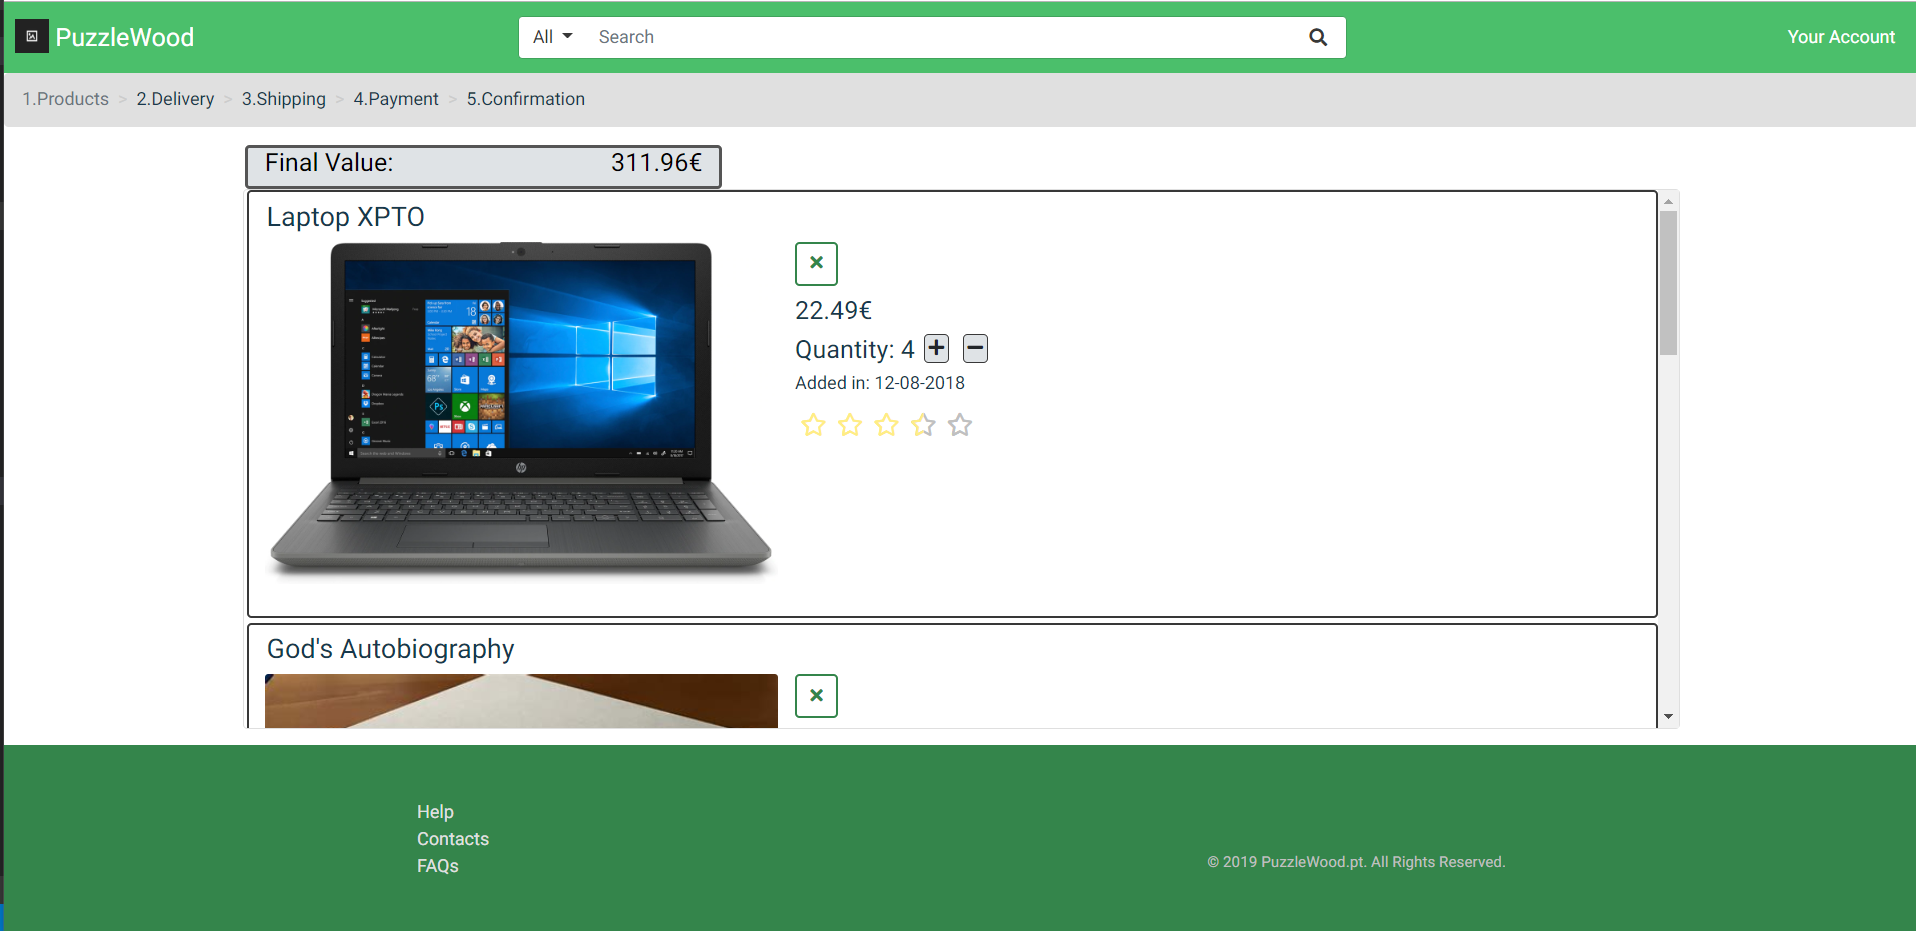 PuzzleWood
All
Search
Your Account
1.Products > 2.Delivery > 3.Shipping > 4.Payment > 5.Confirmation
Final Value: 311.96€
Laptop XPTO
22.49€
Quantity: 4
Added in: 12-08-2018
God's Autobiography
Help
Contacts
FAQs
© 2019 PuzzleWood.pt. All Rights Reserved.